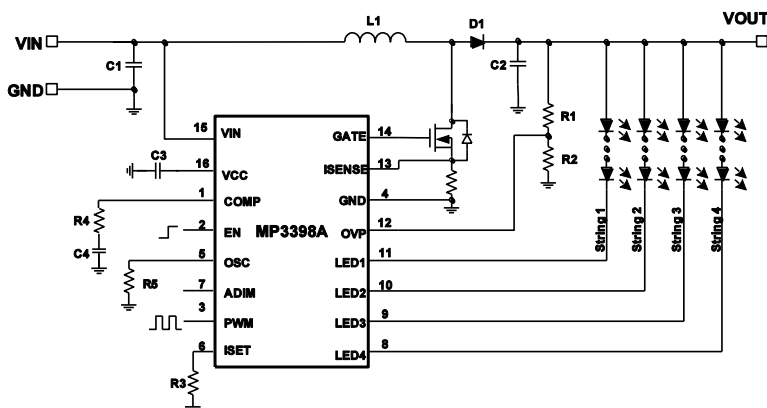 L1
D1
VOUT
VIN
C1
C2
GND
R1
R2
15
VIN
GATE
14
C3
16
VCC
ISENSE
13
1
COMP
GND
4
R4
2
EN
MP3398A
OVP
12
C4
5
OSC
LED1
11
R5
7
ADIM
LED2
10
3
PWM
LED3
9
6
ISET
LED4
8
R3
String 1
String 2
String 3
String 4